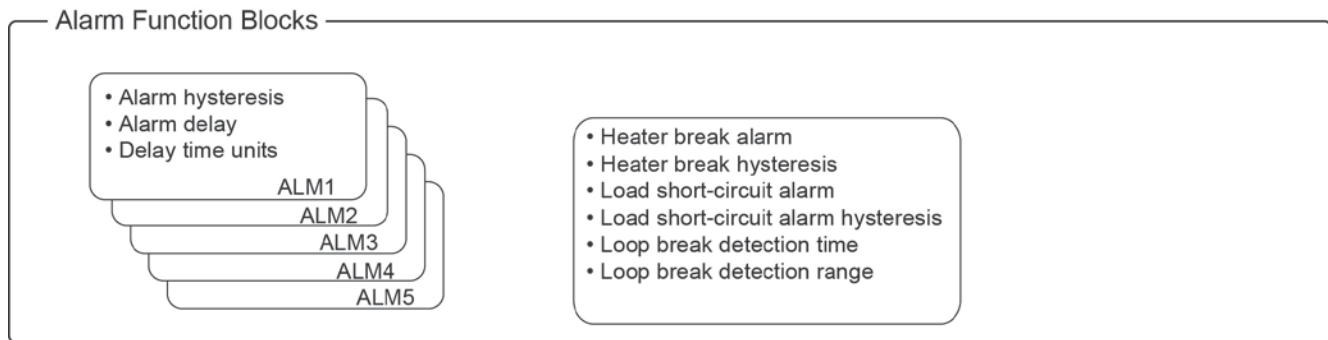 Alarm Function Blocks
• Alarm hysteresis
• Alarm delay
• Delay time units
ALM1
ALM2
ALM3
ALM4
ALM5
• Heater break alarm
• Heater break hysteresis
• Load short-circuit alarm
• Load short-circuit alarm hysteresis
• Loop break detection time
• Loop break detection range